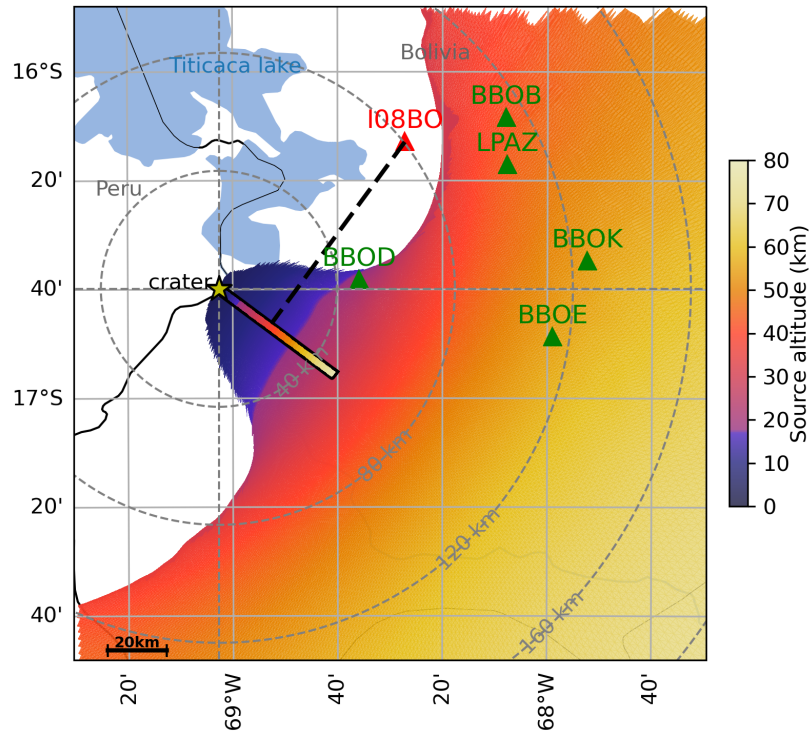 Bolivia
16°S
Titicaca lake
80
BBOB
I08BO
70
LPAZ
20'
Peru
60
BBOK
BBOD
50
crater
40'
BBOE
40
40 km
30
17°S
80 km
20
20'
120 km
10
0
Source altitude (km)
160 km
40'
20km
20'
69°W
40'
20'
68°W
40'